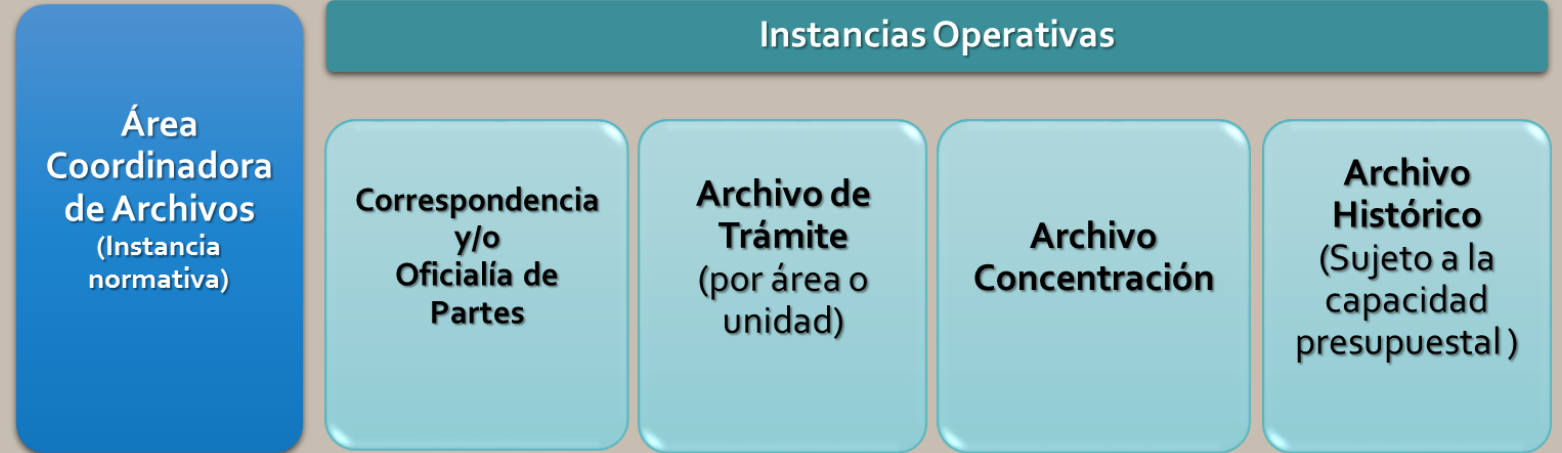 Área
Coordinadora
de Archivos
(Instancia
normativa)
Instancias Operativas
Correspondencia
y/o
Oficialía de
Partes
Archivo de
Trámite
(por área o
unidad)
Archivo
Concentración
Archivo
Histórico
(Sujeto a la
capacidad
presupuestal )